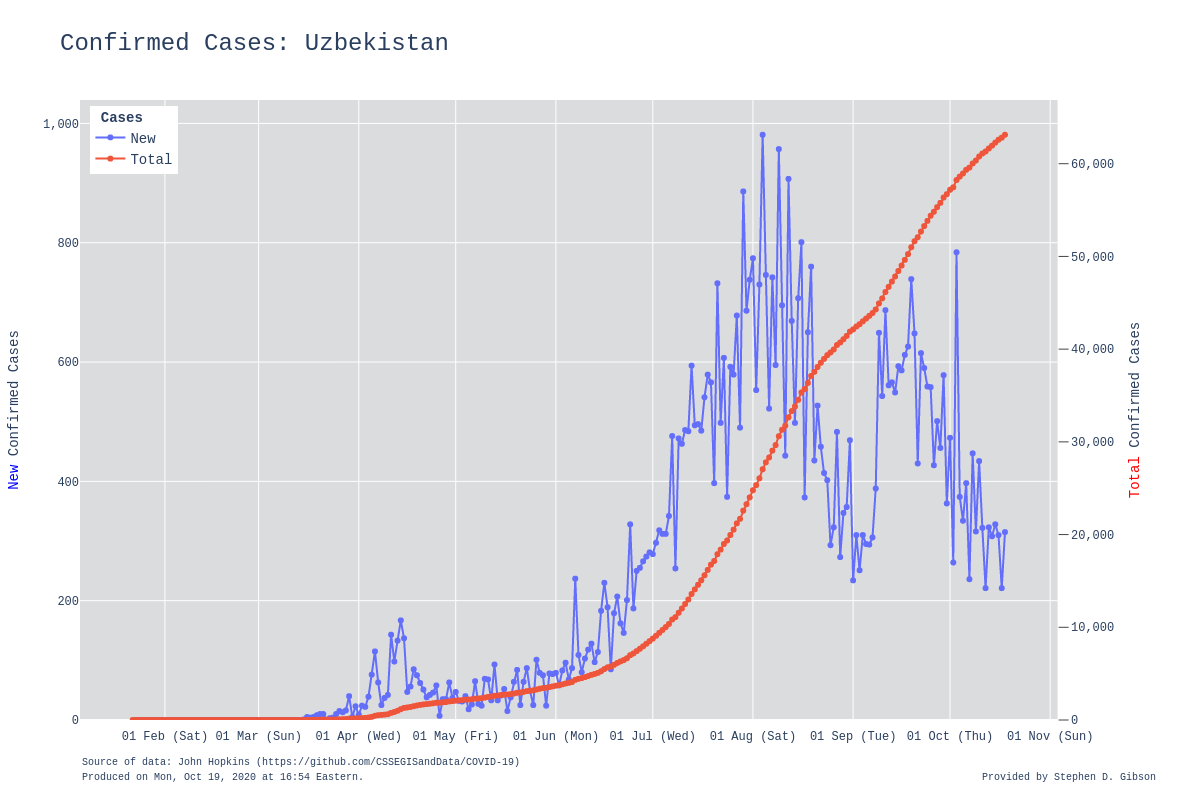 Confirmed Cases: Uzbekistan
Cases
New
Total
1,000
800
600
400
200
0
60,000
50,000
40,000
30,000
20,000
10,000
0
New Confirmed Cases
Total Confirmed Cases
01 Feb (Sat) 01 Mar (Sun) 01 Apr (Wed) 01 May (Fri) 01 Jun (Mon) 01 Jul (Wed) 01 Aug (Sat) 01 Sep (Tue) 01 Oct (Thu) 01 Nov (Sun)
Source of data: John Hopkins (https://github.com/CSSEGISandData/COVID-19)
Produced on Mon, Oct 19, 2020 at 16:54 Eastern.
Provided by Stephen D. Gibson